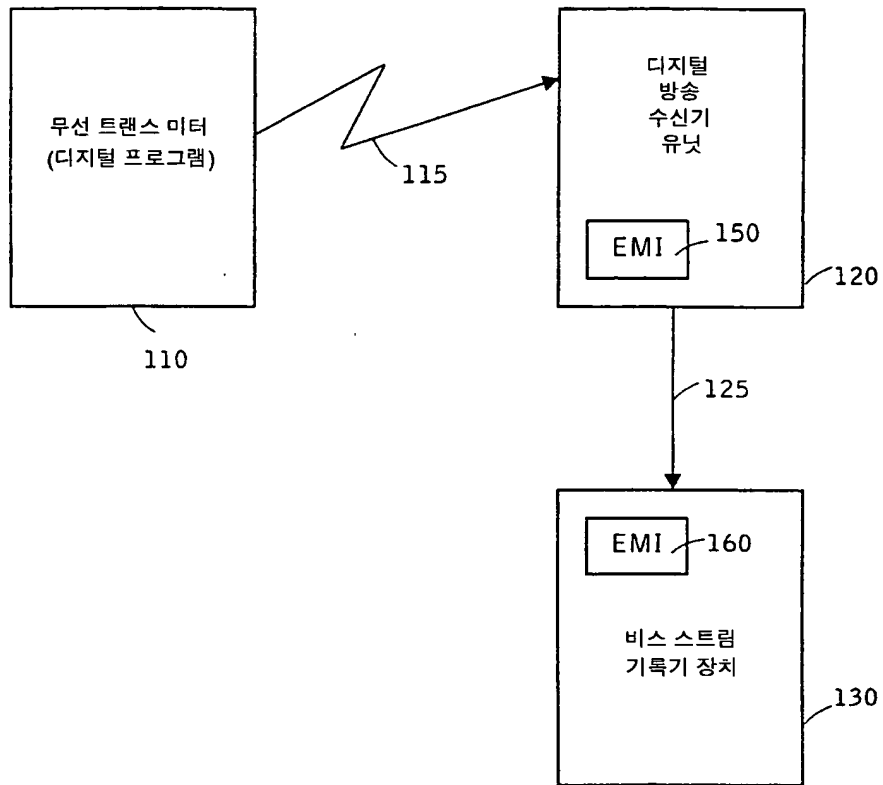 무선 트랜스 미터
(디지털 프로그램)
110
115
디지털
방송
수신기
유닛
EMI
150
120
125
EMI
160
비스 스트림
기록기 장치
130